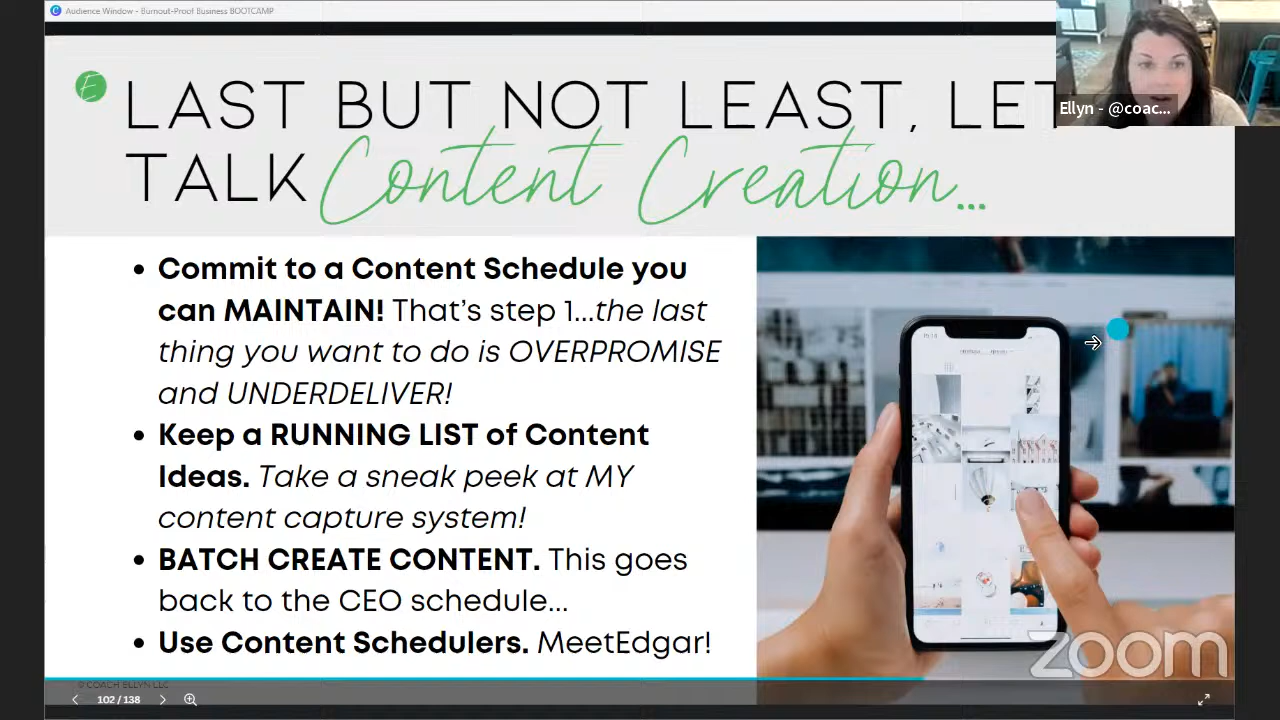 Audience Window - Burnout-Proof Business BOOTCAMP
E
LAST BUT NOT LEAST, LET
Ellyn - @coac...
TALK Content Creation...
• Commit to a Content Schedule you
can MAINTAIN! That's step 1...the last
thing you want to do is OVERPROMISE
and UNDERDELIVER!
• Keep a RUNNING LIST of Content
Ideas. Take a sneak peek at MY
content capture system!
• BATCH CREATE CONTENT. This goes
back to the CEO schedule...
• Use Content Schedulers. MeetEdgar!
zoom
© COACH ELLYN LLC
102 / 138